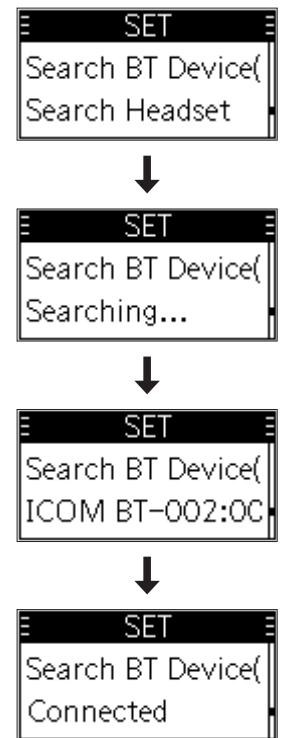 SET
Search BT Device(
Search Headset
SET
Search BT Device(
Searching...
SET
Search BT Device(
ICOM BT-002:0C
SET
Search BT Device(
Connected